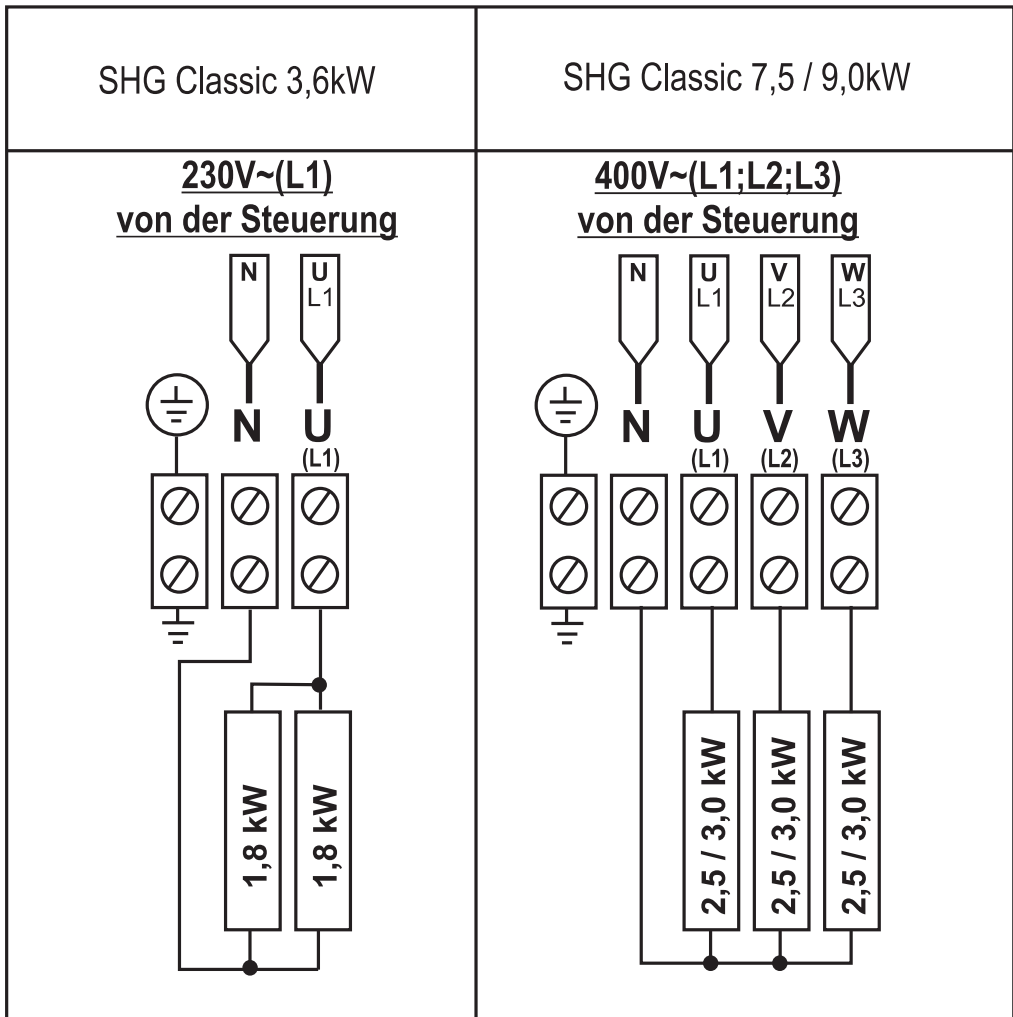 SHG Classic 3,6kW
SHG Classic 7,5 / 9,0kW
230V~(L1)
von der Steuerung
N
U
L1
N
U
(L1)
1,8 kW
1,8 kW
400V~(L1;L2;L3)
von der Steuerung
N
U
L1
V
L2
W
L3
N
U
(L1)
V
(L2)
W
(L3)
2,5 / 3,0 kW
2,5 / 3,0 kW
2,5 / 3,0 kW